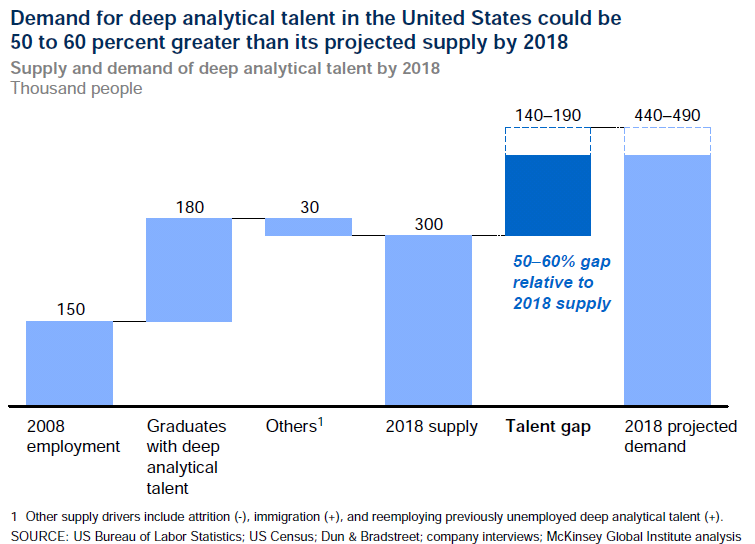 Demand for deep analytical talent in the United States could be
50 to 60 percent greater than its projected supply by 2018
Supply and demand of deep analytical talent by 2018
Thousand people
140–190
440–490
180
30
300
150
50–60% gap
relative to
2018 supply
2008
employment
Graduates
with deep
analytical
talent
Others1
2018 supply
Talent gap
2018 projected
demand
1 Other supply drivers include attrition (-), immigration (+), and reemploying previously unemployed deep analytical talent (+).
SOURCE: US Bureau of Labor Statistics; US Census; Dun & Bradstreet; company interviews; McKinsey Global Institute analysis